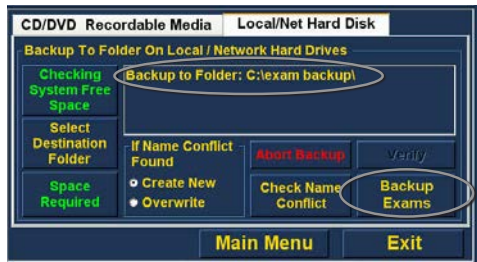 CD/DVD Recordable Media
Local/Net Hard Disk
Backup To Folder On Local / Network Hard Drives
Checking
System Free
Space
Backup to Folder: C:\exam backup\
Select
Destination
Folder
If Name Conflict
Found
Abort Backup
Verify
Space
Required
Create New
Overwrite
Check Name
Conflict
Backup
Exams
Main Menu
Exit